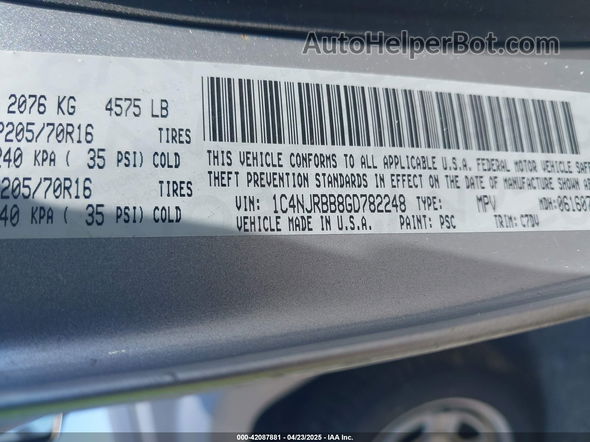 AutoHelperBot.com
2076 KG 4575 LB
P205/70R16 TIRES
240 KPA ( 35 PSI) COLD
205/70R16 TIRES
40 KPA ( 35 PSI) COLD
THIS VEHICLE CONFORMS TO ALL APPLICABLE U.S.A. FEDERAL MOTOR VEHICLE SAFE
THEFT PREVENTION STANDARDS IN EFFECT ON THE DATE OF MANUFACTURE SHOWN A
VIN: 1C4NJRBB8GD782248 TYPE: MPV MDH: 061607
VEHICLE MADE IN U.S.A. PAINT: PSC TRIM: C7DV
000-42087881 - 04/23/2025 - IAA Inc.